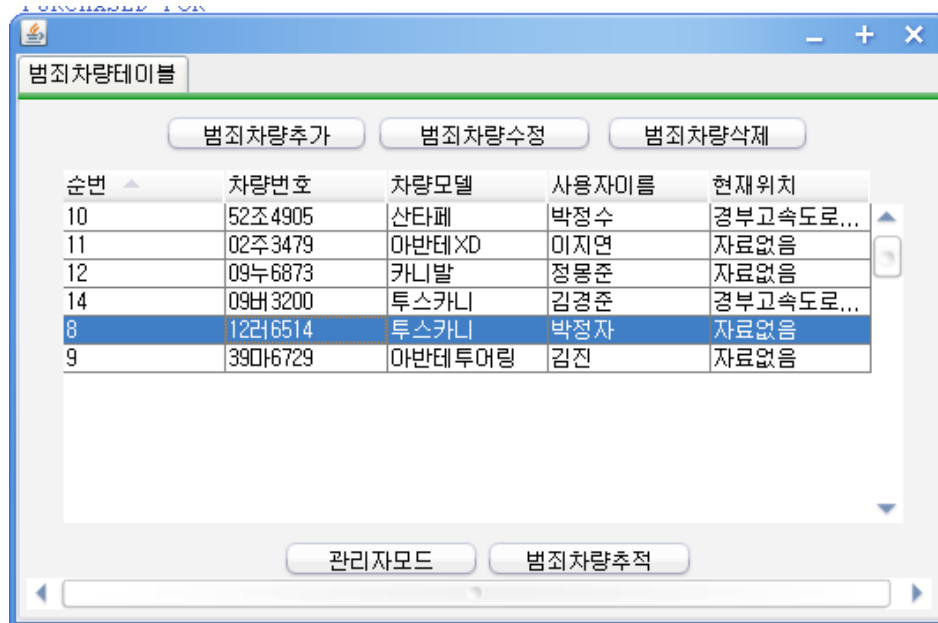 PURCHASED FOR
범죄차량테이블
범죄차량추가 범죄차량수정 범죄차량삭제
순번 차량번호 차량모델 사용자이름 현재위치
10 52조4905 산타페 박정수 경부고속도로...
11 02주3479 아반테XD 이지연 자료없음
12 09누6873 카니발 정몽준 자료없음
14 09버3200 투스카니 김경준 경부고속도로...
8 12러6514 투스카니 박정자 자료없음
9 39마6729 아반테투어링 김진 자료없음
관리자모드 범죄차량추적